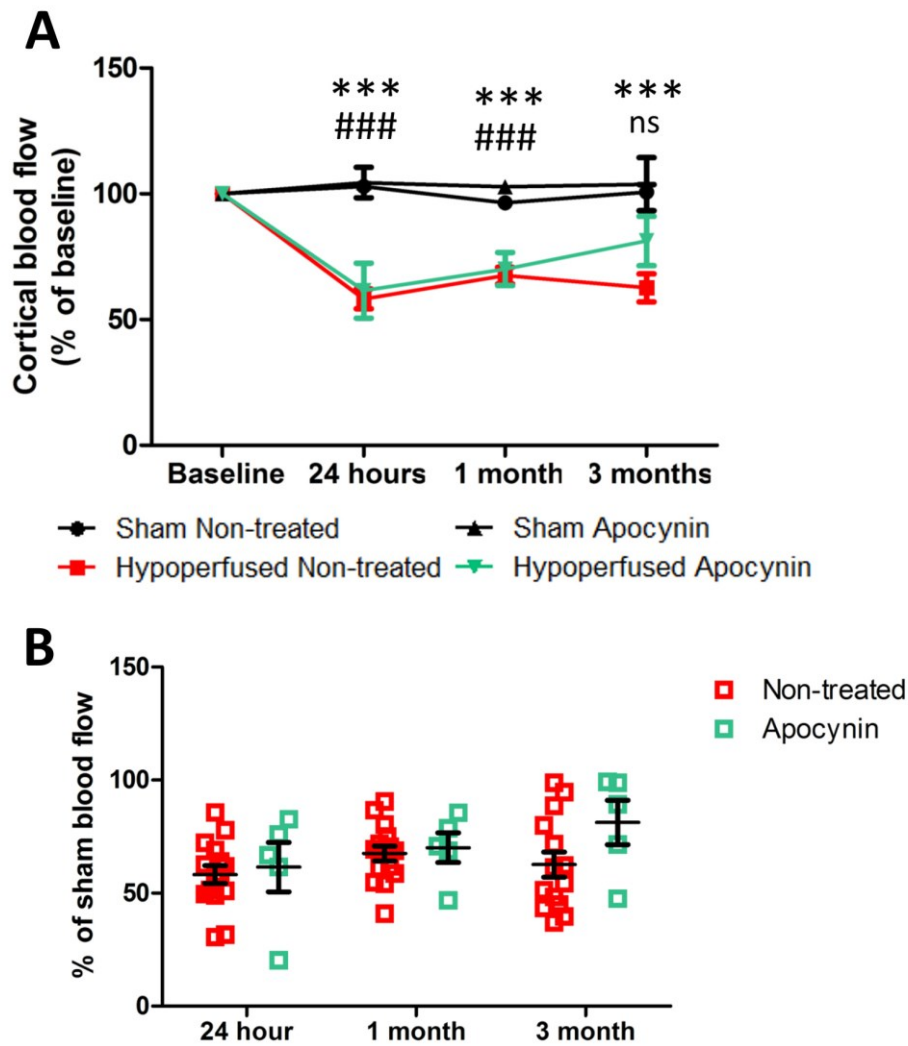 A
Cortical blood flow
(% of baseline)
150
100
50
0
*** *** ***
### ### ns
Baseline 24 hours 1 month 3 months
Sham Non-treated Sham Apocynin
Hypoperfused Non-treated Hypoperfused Apocynin
B
% of sham blood flow
150
100
50
0
Non-treated
Apocynin
24 hour 1 month 3 month